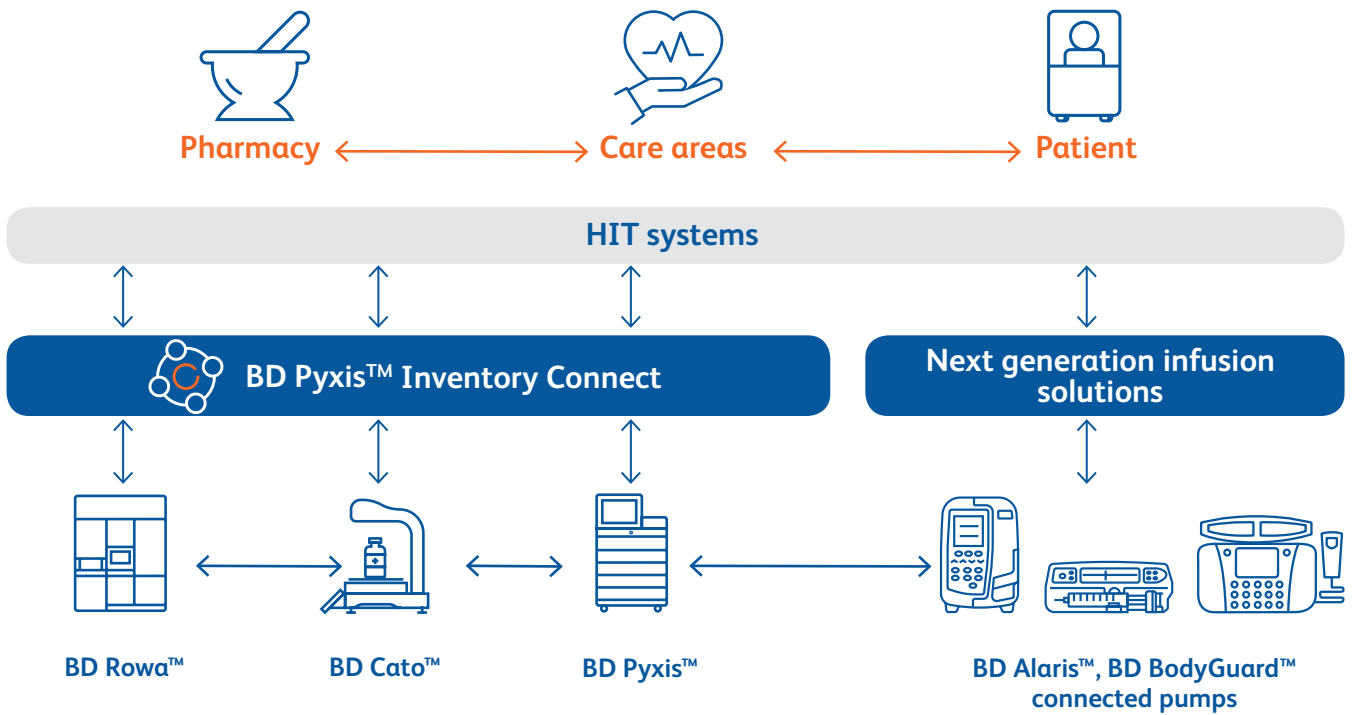 Pharmacy
Care areas
Patient
HIT systems
BD Pyxis™ Inventory Connect
Next generation infusion
solutions
BD Rowa™
BD Cato™
BD Pyxis™
BD Alaris™, BD BodyGuard™
connected pumps